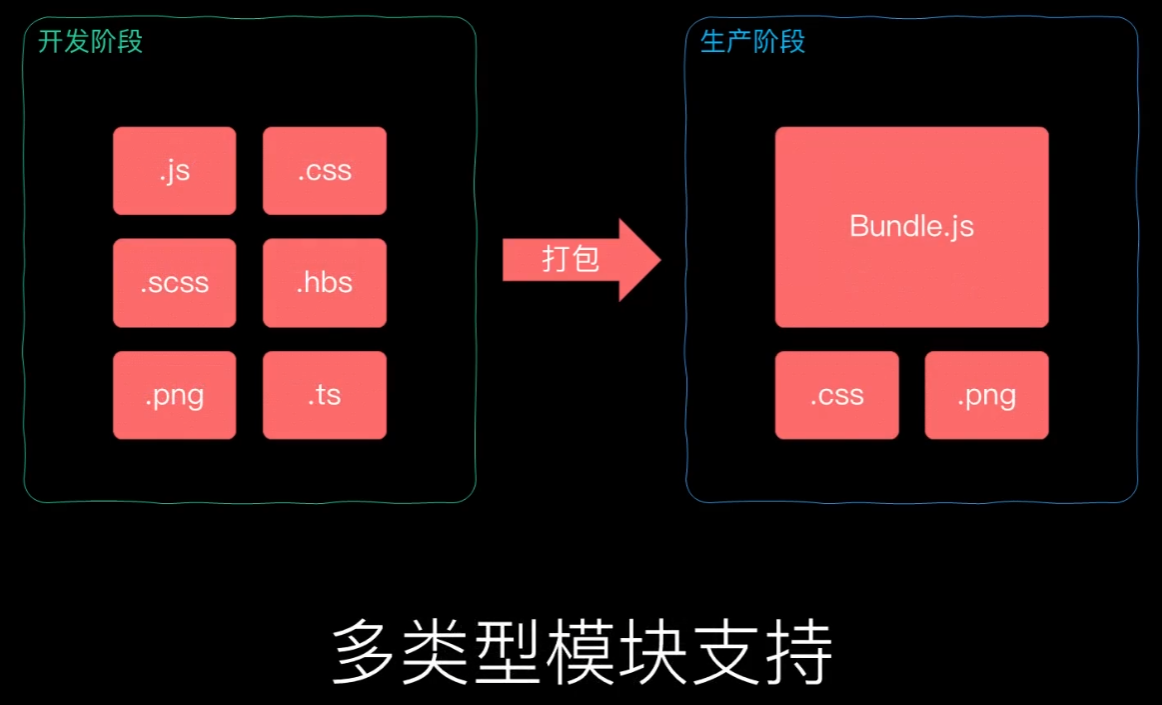 开发阶段
.js
.css
.scss
.hbs
.png
.ts
打包
生产阶段
Bundle.js
.css
.png
多类型模块支持